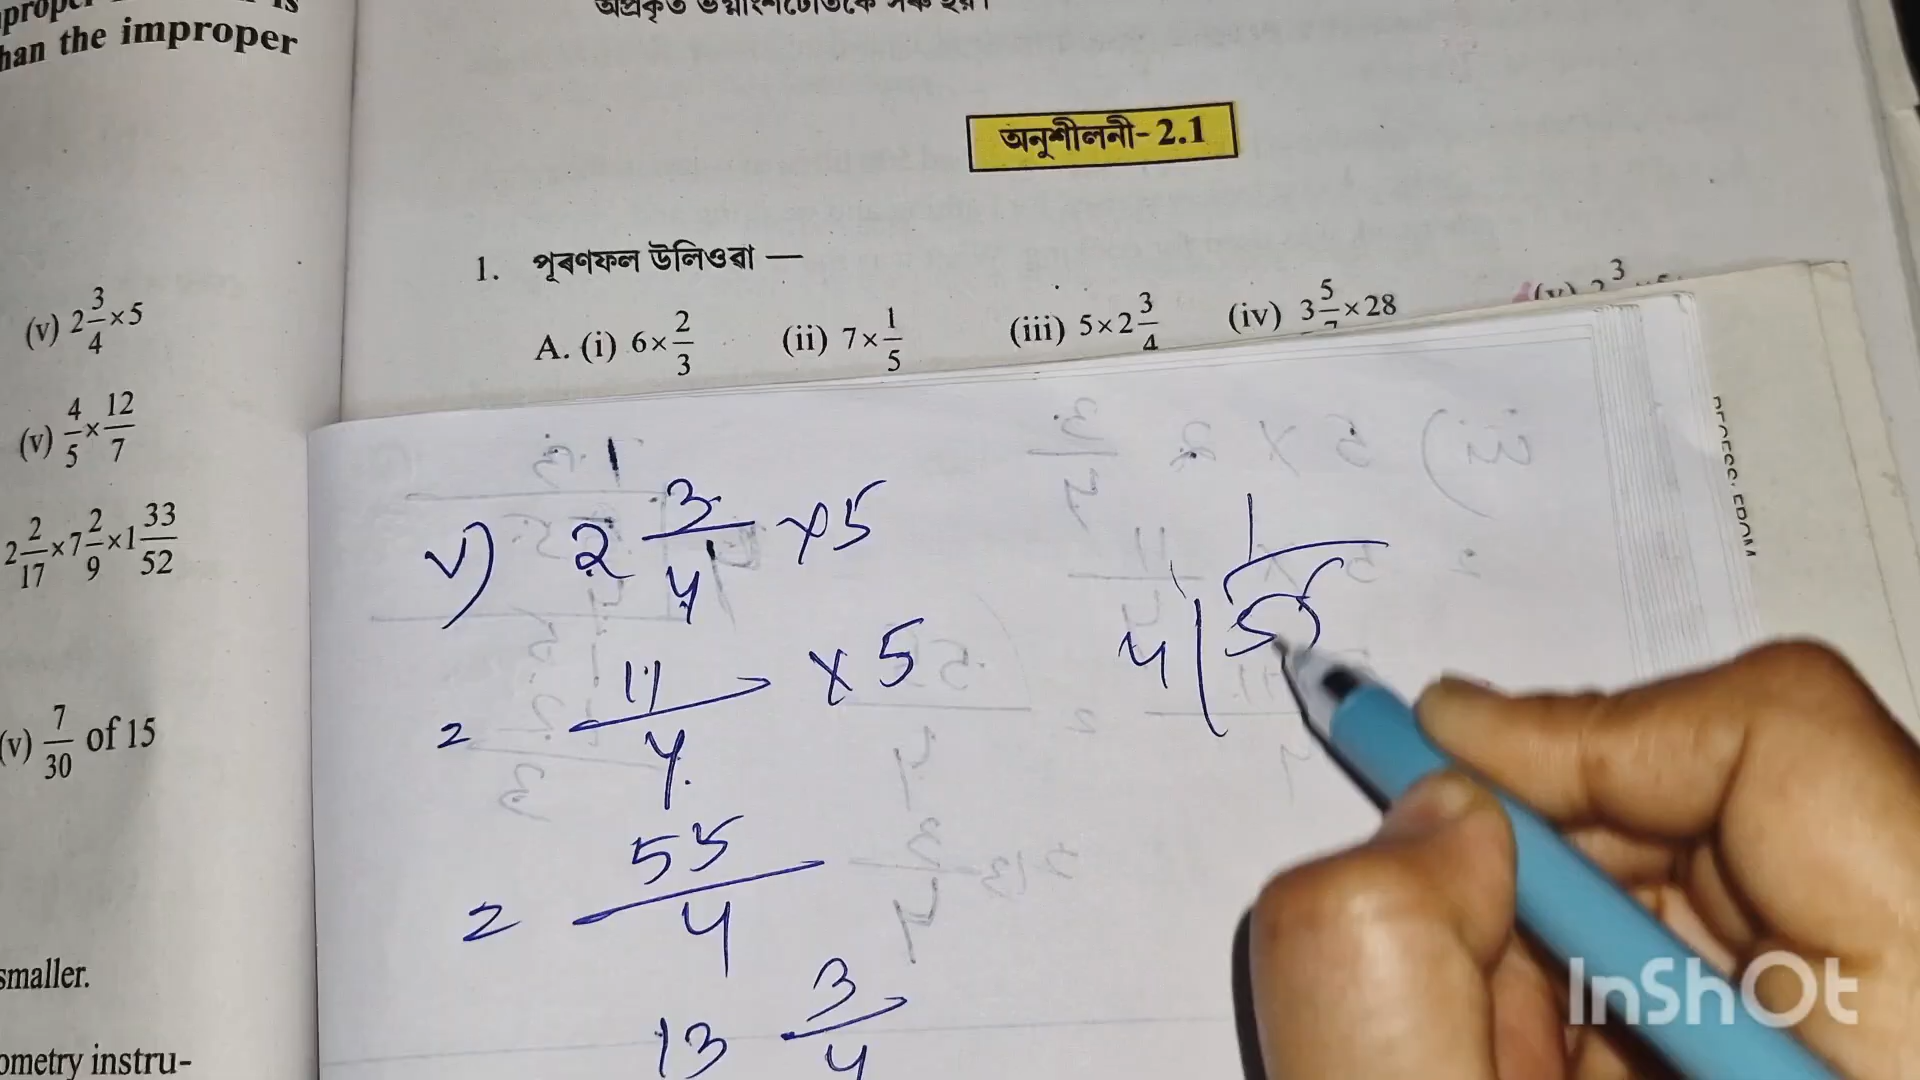 han the improper
অনুশীলনী- 2.1
1. পূৰণফল উলিওৱা —
A. (i) 6×2/3 (ii) 7×1/5 (iii) 5×2 3/4 (iv) 3 5/7×28
(v) 2 3/4×5
(v) 4/5×12/7
2 2/17×7 2/9×1 33/52
(v) 7/30 of 15
smaller.
ometry instru-
v) 2 3/4 ×5
= 11/4 × 5
= 55/4
13 3/4
1
4
InShOt